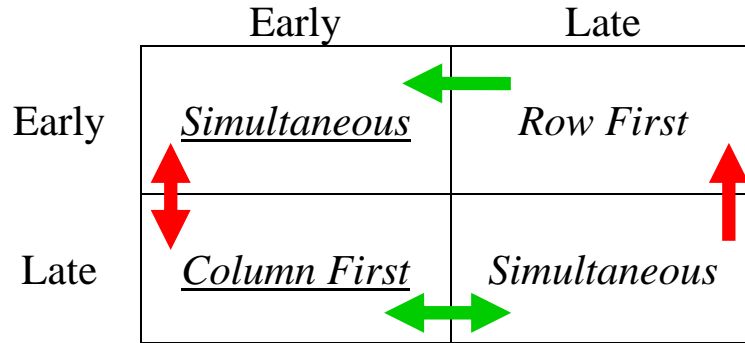 Early Late
Early Simultaneous Row First
Late Column First Simultaneous